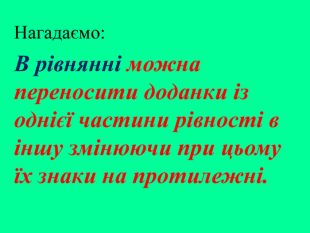 Нагадаємо:
В рівнянні можна
переносити доданки із
однієї частини рівності в
іншу змінюючи при цьому
їх знаки на протилежні.